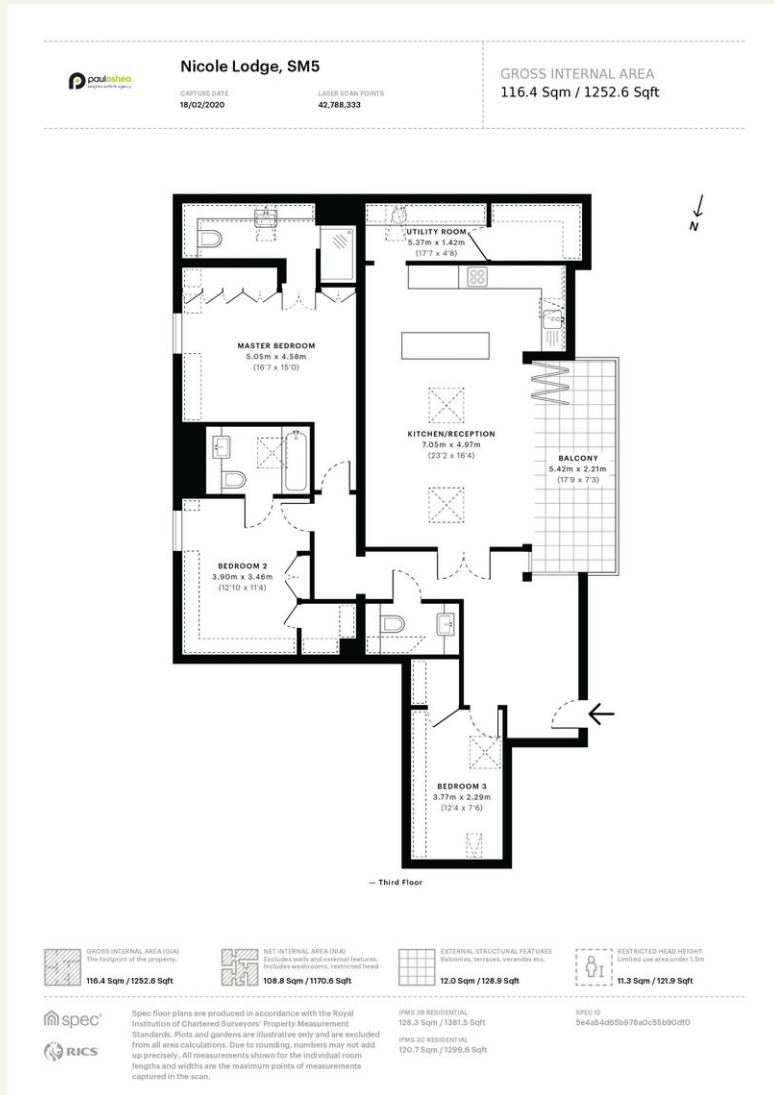 Nicole Lodge, SM5
pauloshea
bespoke estate agency
CAPTURE DATE
18/02/2020
LASER SCAN POINTS
42,788,333
GROSS INTERNAL AREA
116.4 Sqm / 1252.6 Sqft
N
UTILITY ROOM
5.37m x 1.42m
(17'7 x 4'8)
MASTER BEDROOM
5.05m x 4.58m
(16'7 x 15'0)
KITCHEN/RECEPTION
7.05m x 4.97m
(23'2 x 16'4)
BALCONY
5.42m x 2.21m
(17'9 x 7'3)
BEDROOM 2
3.90m x 3.46m
(12'10 x 11'4)
BEDROOM 3
3.77m x 2.29m
(12'4 x 7'6)
— Third Floor
GROSS INTERNAL AREA (GIA)
The footprint of the property.
116.4 Sqm / 1252.6 Sqft
NET INTERNAL AREA (NIA)
Excludes walls and external features.
Includes washrooms, restricted head
108.8 Sqm / 1170.6 Sqft
EXTERNAL STRUCTURAL FEATURES
Balconies, terraces, verandas etc.
12.0 Sqm / 128.9 Sqft
RESTRICTED HEAD HEIGHT
Limited use area under 1.5m
11.3 Sqm / 121.9 Sqft
spec
RICS
Spec floor plans are produced in accordance with the Royal
Institution of Chartered Surveyors' Property Measurement
Standards. Plots and gardens are illustrative only and are excluded
from all area calculations. Due to rounding, numbers may not add
up precisely. All measurements shown for the individual room
lengths and widths are the maximum points of measurements
captured in the scan.
IPMS 3B RESIDENTIAL
128.3 Sqm / 1381.5 Sqft
IPMS 3C RESIDENTIAL
120.7 Sqm / 1299.6 Sqft
SPEC ID
5e4a54d65b978a0c55b90df0